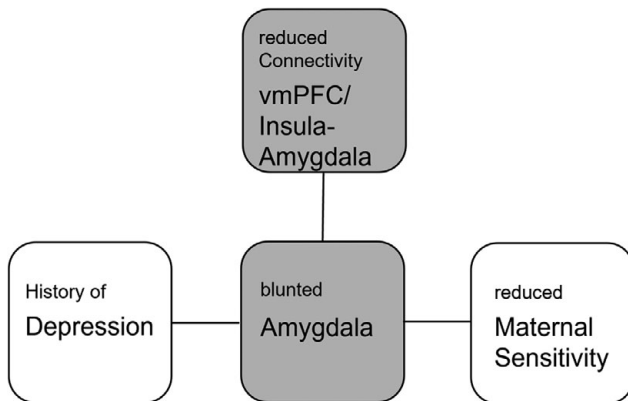 reduced
Connectivity
vmPFC/
Insula-
Amygdala
History of
Depression
blunted
Amygdala
reduced
Maternal
Sensitivity